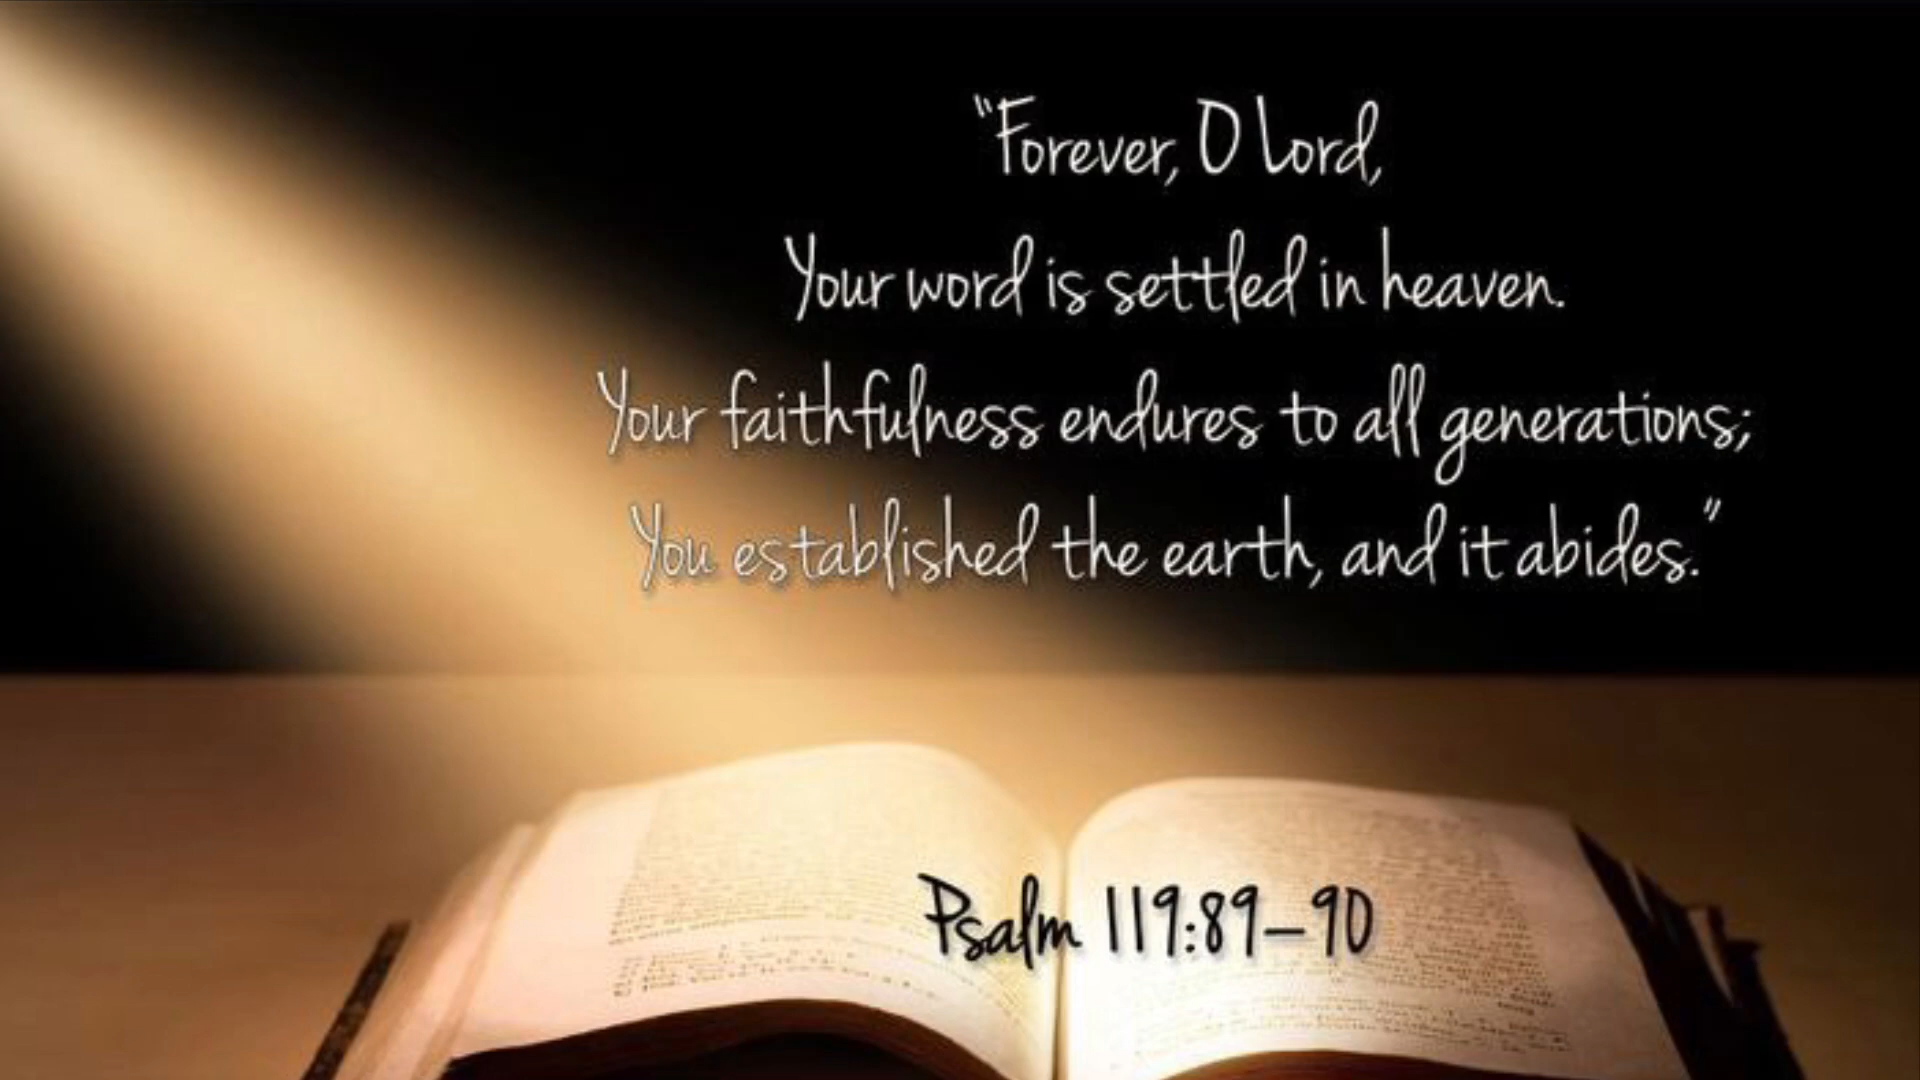 "Forever, O Lord,
Your word is settled in heaven.
Your faithfulness endures to all generations;
You established the earth, and it abides."
Psalm 119:89–90